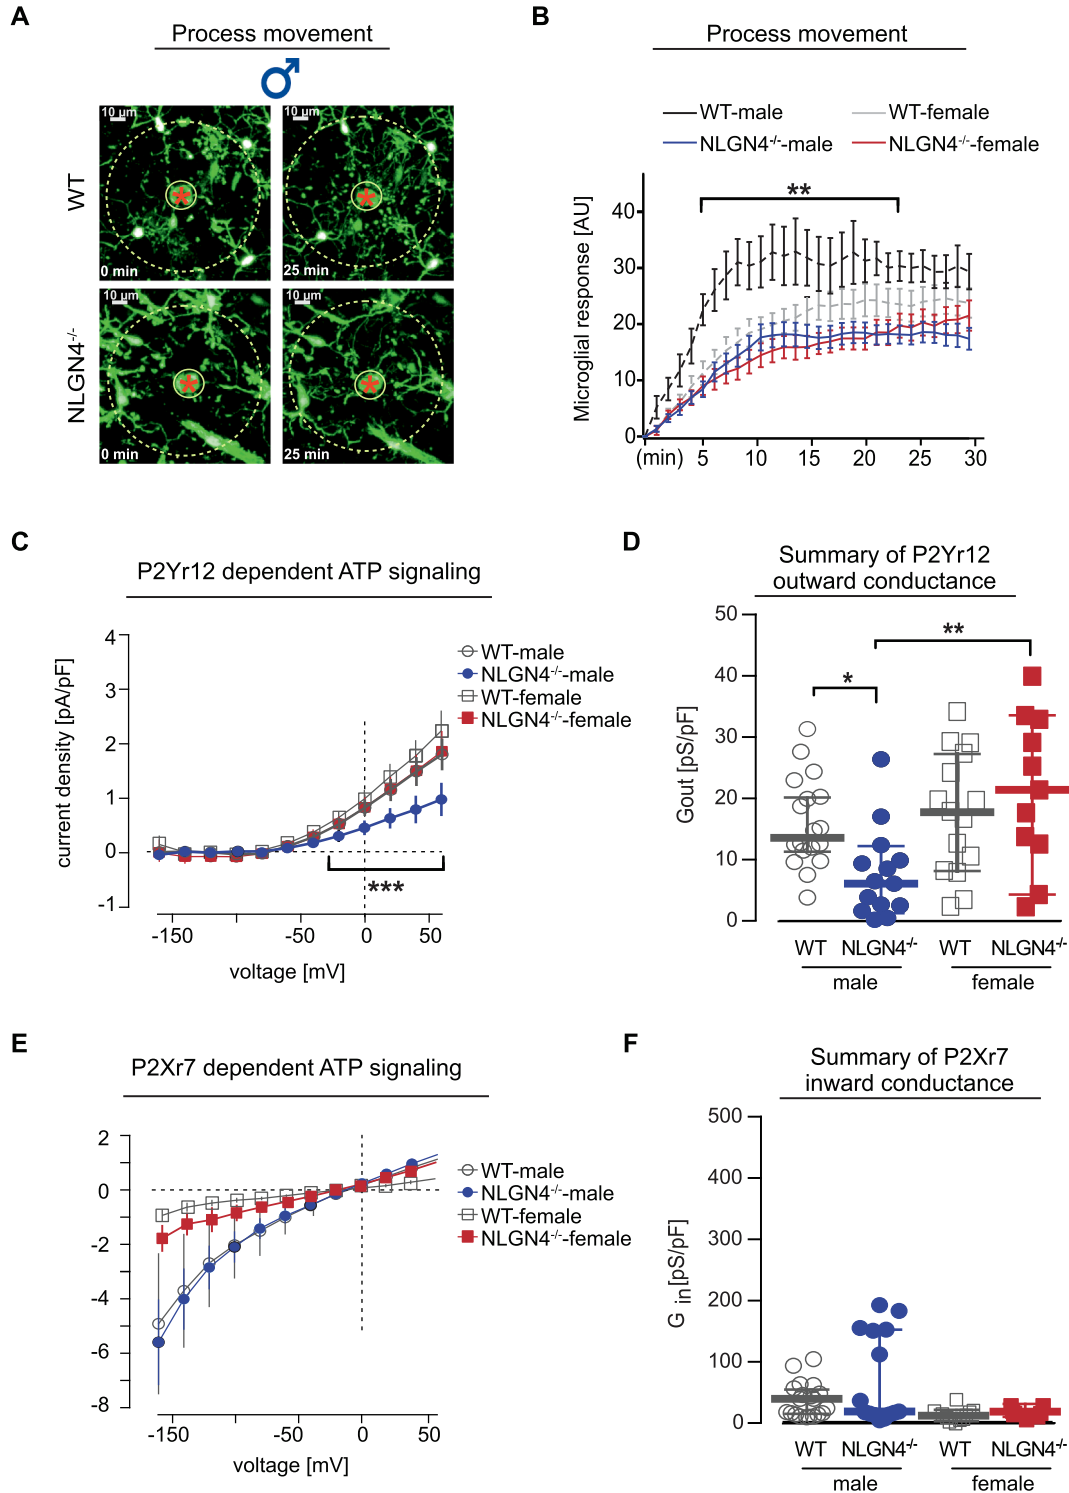 A
Process movement
♂
WT
10 µm
0 min
10 µm
25 min
NLGN4-/-
10 µm
0 min
10 µm
25 min
B
Process movement
WT-male
WT-female
NLGN4-/--male
NLGN4-/--female
Microglial response [AU]
**
40
30
20
10
0
(min) 5 10 15 20 25 30
C
P2Yr12 dependent ATP signaling
current density [pA/pF]
4
3
2
1
0
-1
WT-male
NLGN4-/--male
WT-female
NLGN4-/--female
***
-150 -50 0 50
voltage [mV]
D
Summary of P2Yr12
outward conductance
Gout [pS/pF]
50
40
30
20
10
0
*
**
WT NLGN4-/- WT NLGN4-/-
male female
E
P2Xr7 dependent ATP signaling
2
0
-2
-4
-6
-8
WT-male
NLGN4-/--male
WT-female
NLGN4-/--female
-150 -50 0 50
voltage [mV]
F
Summary of P2Xr7
inward conductance
G in[pS/pF]
500
400
300
200
100
0
WT NLGN4-/- WT NLGN4-/-
male female